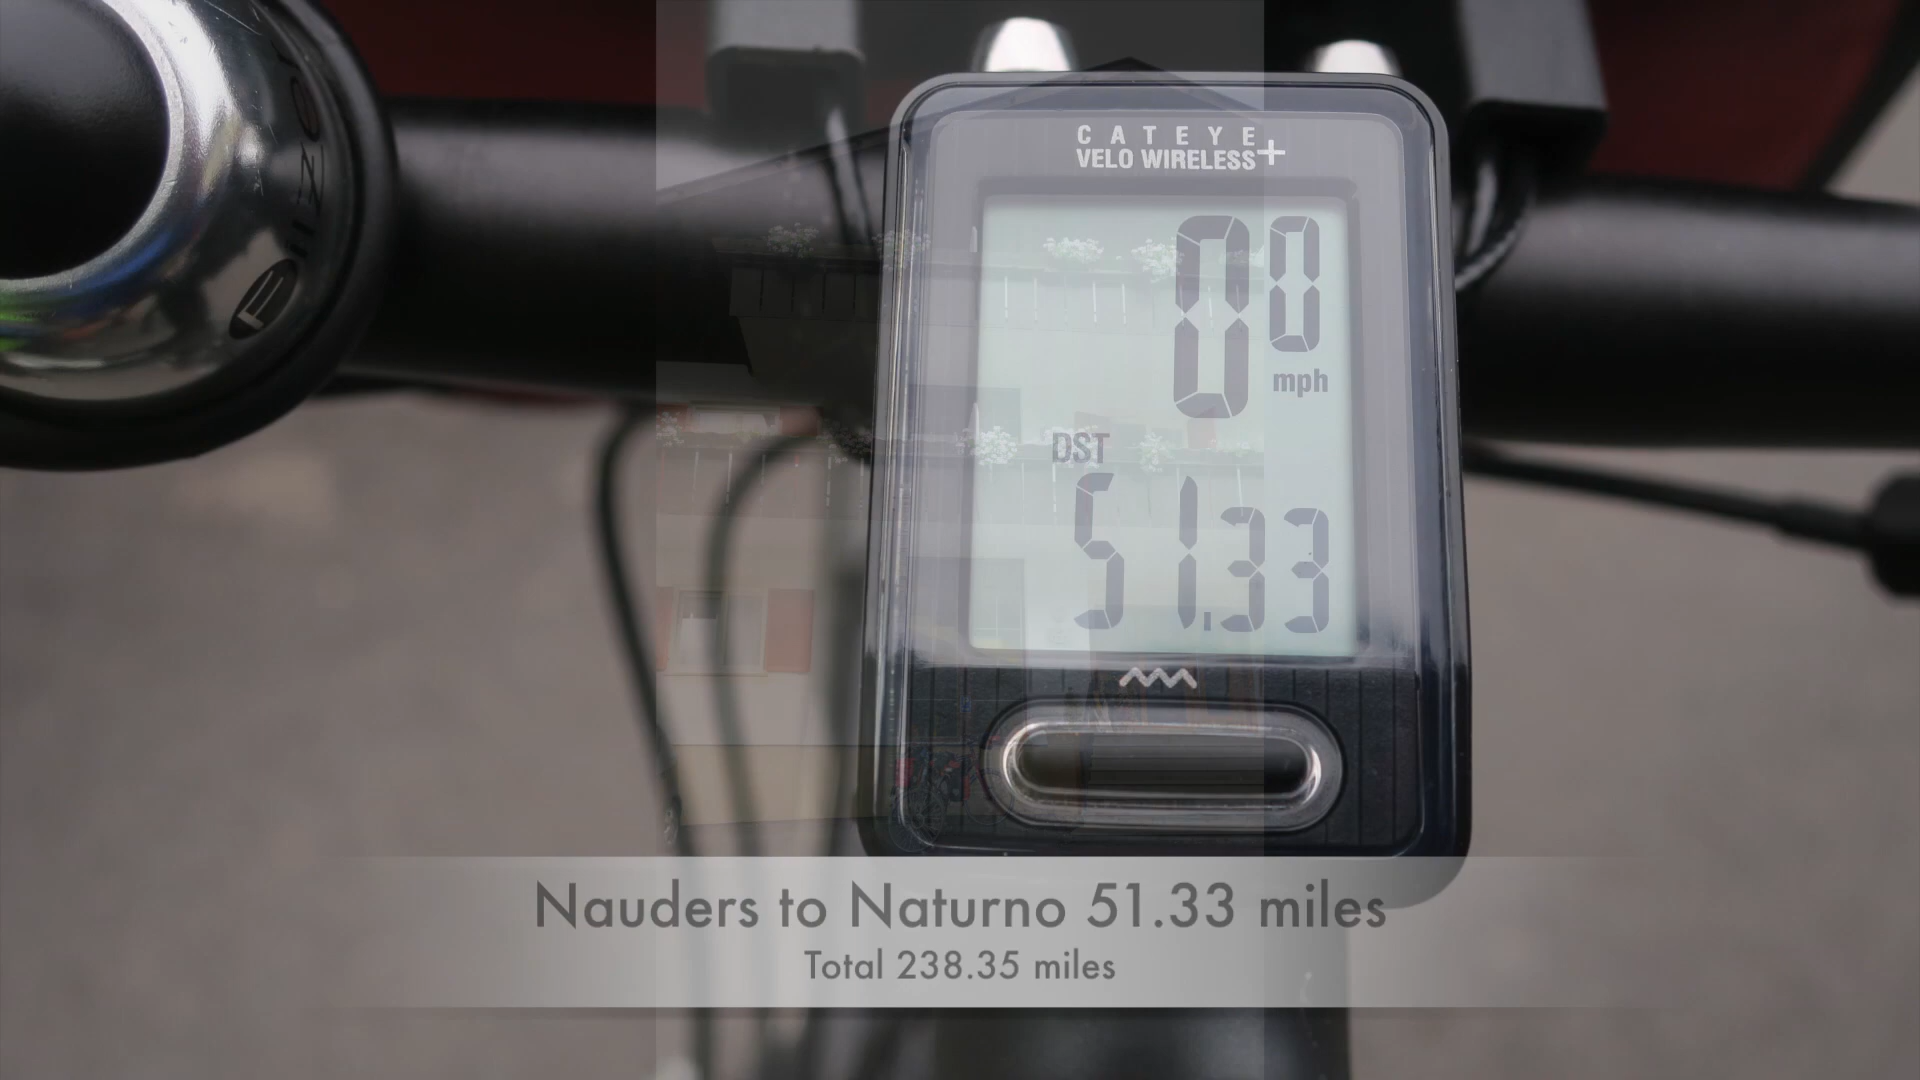 CATEYE
VELO WIRELESS+
00
mph
DST
51.33
Nauders to Naturno 51.33 miles
Total 238.35 miles